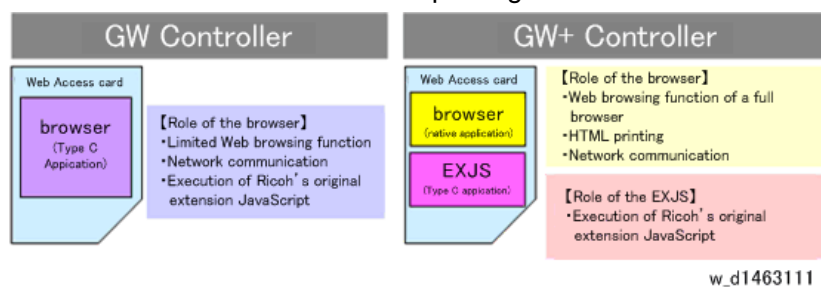 GW Controller
Web Access card
browser
(Type C
Appication)
【Role of the browser】
・Limited Web browsing function
・Network communication
・Execution of Ricoh's original
extension JavaScript
GW+ Controller
Web Access card
browser
(native application)
EXJS
(Type C appication)
【Role of the browser】
・Web browsing function of a full
browser
・HTML printing
・Network communication
【Role of the EXJS】
・Execution of Ricoh's original
extension JavaScript
w_d1463111